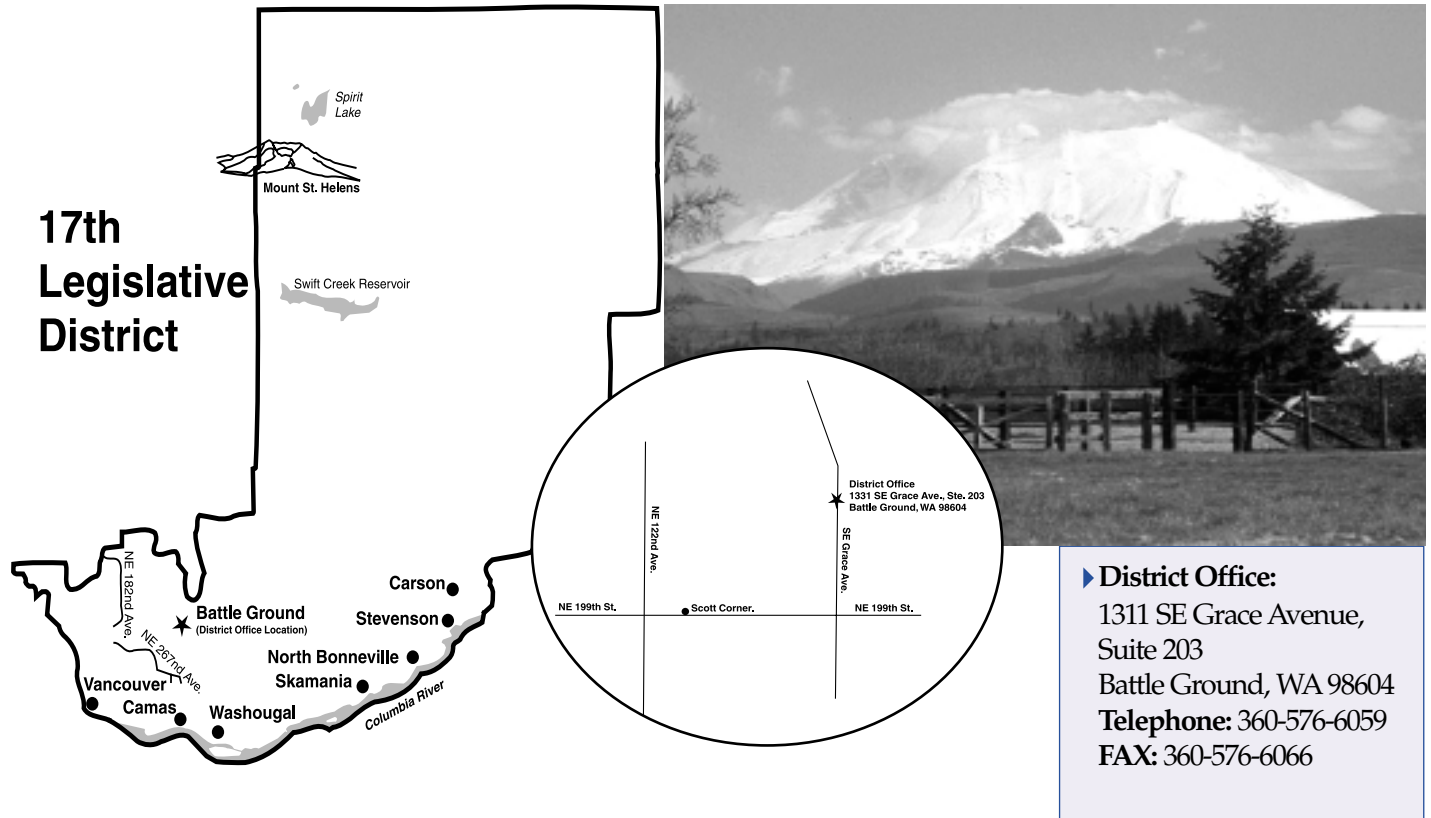 17th
Legislative
District
Spirit
Lake
Mount St. Helens
Swift Creek Reservoir
NE 182nd Ave.
NE 267nd Ave.
Battle Ground
(District Office Location)
Carson
Stevenson
North Bonneville
Skamania
Vancouver
Camas
Washougal
Columbia River
NE 122nd Ave.
District Office
1331 SE Grace Ave., Ste. 203
Battle Ground, WA 98604
SE Grace Ave.
NE 199th St.
Scott Corner.
NE 199th St.
District Office:
1311 SE Grace Avenue,
Suite 203
Battle Ground, WA 98604
Telephone: 360-576-6059
FAX: 360-576-6066